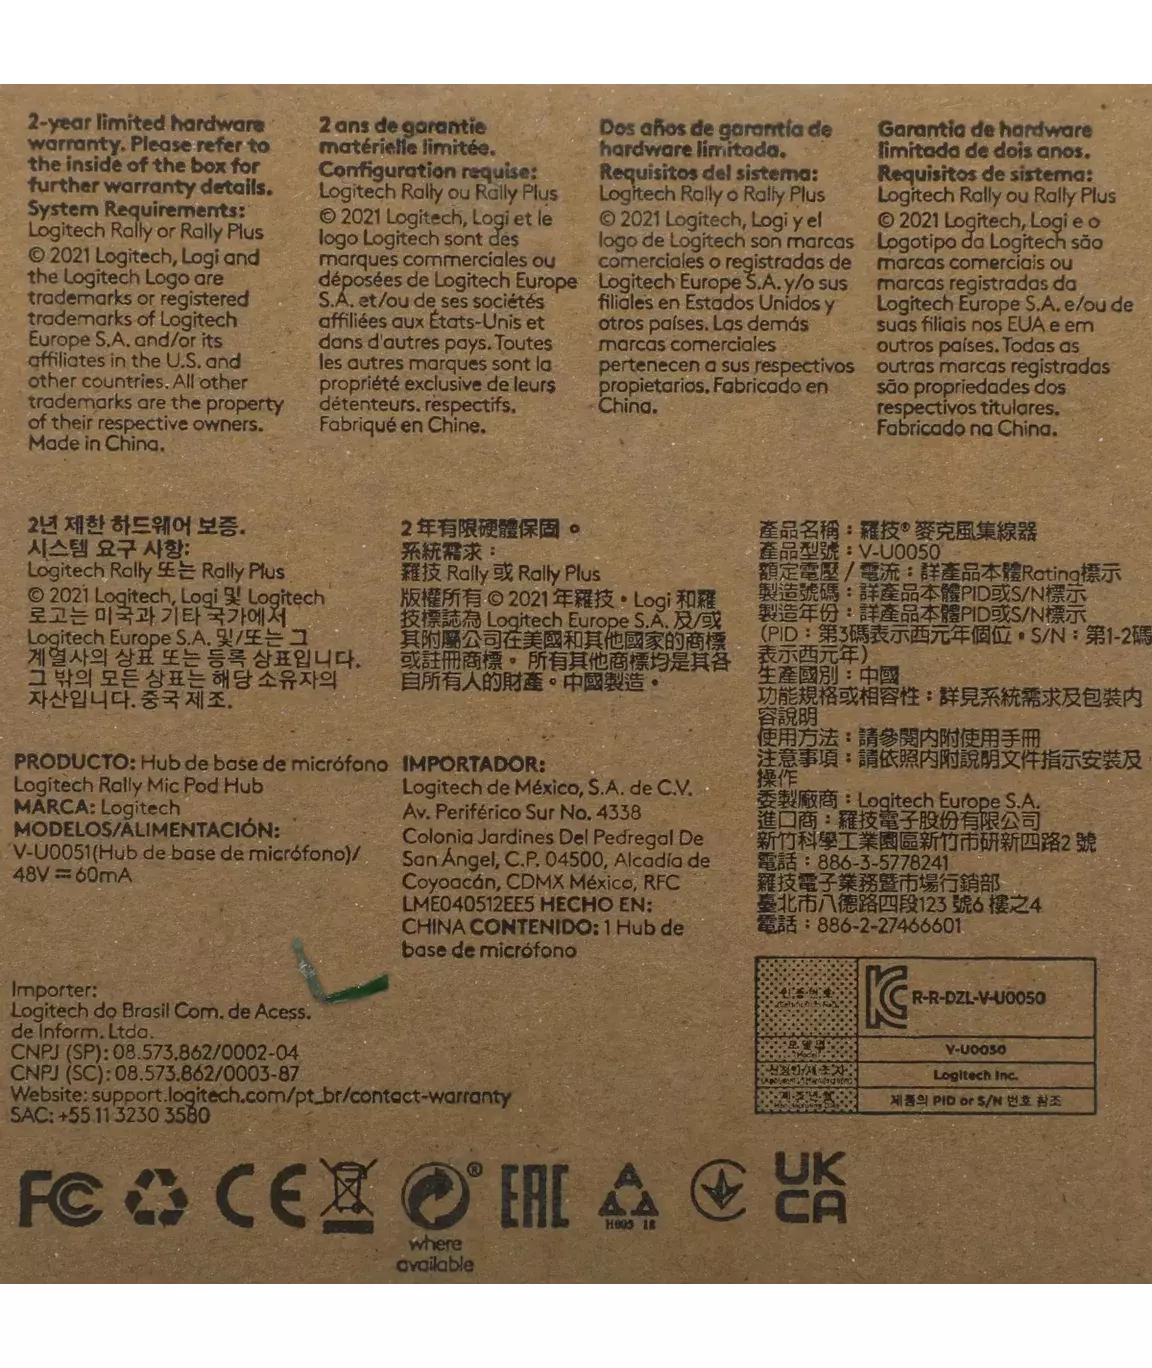 2-year limited hardware
warranty. Please refer to
the inside of the box for
further warranty details.
System Requirements:
Logitech Rally or Rally Plus
© 2021 Logitech, Logi and
the Logitech Logo are
trademarks or registered
trademarks of Logitech
Europe S.A. and/or its
affiliates in the U.S. and
other countries. All other
trademarks are the property
of their respective owners.
Made in China.
2 ans de garantie
matérielle limitée.
Configuration requise:
Logitech Rally ou Rally Plus
© 2021 Logitech, Logi et le
logo Logitech sont des
marques commerciales ou
déposées de Logitech Europe
S.A. et/ou de ses sociétés
affiliées aux États-Unis et
dans d'autres pays. Toutes
les autres marques sont la
propriété exclusive de leurs
détenteurs. respectifs.
Fabriqué en Chine.
Dos años de garantía de
hardware limitada.
Requisitos del sistema:
Logitech Rally o Rally Plus
© 2021 Logitech, Logi y el
logo de Logitech son marcas
comerciales o registradas de
Logitech Europe S.A. y/o sus
filiales en Estados Unidos y
otros países. Las demás
marcas comerciales
pertenecen a sus respectivos
propietarios. Fabricado en
China.
Garantia de hardware
limitada de dois anos.
Requisitos de sistema:
Logitech Rally ou Rally Plus
© 2021 Logitech, Logi e o
Logotipo da Logitech são
marcas comerciais ou
marcas registradas da
Logitech Europe S.A. e/ou de
suas filiais nos EUA e em
outros países. Todas as
outras marcas registradas
são propriedades dos
respectivos titulares.
Fabricado na China.
2년 제한 하드웨어 보증.
시스템 요구 사항:
Logitech Rally 또는 Rally Plus
© 2021 Logitech, Logi 및 Logitech
로고는 미국과 기타 국가에서
Logitech Europe S.A. 및/또는 그
계열사의 상표 또는 등록 상표입니다.
그 밖의 모든 상표는 해당 소유자의
자산입니다. 중국 제조.
2 年有限硬體保固。
系統需求：
羅技 Rally 或 Rally Plus
版權所有 © 2021 年羅技。Logi 和羅
技標誌為 Logitech Europe S.A. 及/或
其附屬公司在美國和其他國家的商標
或註冊商標。 所有其他商標均是其各
自所有人的財產。中國製造。
產品名稱：羅技® 麥克風集線器
產品型號：V-U0050
額定電壓 / 電流：詳產品本體Rating標示
製造號碼：詳產品本體PID或S/N標示
製造年份：詳產品本體PID或S/N標示
(PID：第3碼表示西元年個位。S/N：第1-2碼
表示西元年)
生產國別：中國
功能規格或相容性：詳見系統需求及包裝內
容說明
使用方法：請參閱內附使用手冊
注意事項：請依照內附說明文件指示安裝及
操作
委製廠商：Logitech Europe S.A.
進口商：羅技電子股份有限公司
新竹科學工業園區新竹市研新四路2 號
電話：886-3-5778241
羅技電子業務暨市場行銷部
臺北市八德路四段123 號6 樓之4
電話：886-2-27466601
PRODUCTO: Hub de base de micrófono
Logitech Rally Mic Pod Hub
MARCA: Logitech
MODELOS/ALIMENTACIÓN:
V-U0051(Hub de base de micrófono)/
48V ⎓ 60mA
IMPORTADOR:
Logitech de México, S.A. de C.V.
Av. Periférico Sur No. 4338
Colonia Jardines Del Pedregal De
San Ángel, C.P. 04500, Alcadía de
Coyoacán, CDMX México, RFC
LME040512EE5 HECHO EN:
CHINA CONTENIDO: 1 Hub de
base de micrófono
Importer:
Logitech do Brasil Com. de Acess.
de Inform. Ltda.
CNPJ (SP): 08.573.862/0002-04
CNPJ (SC): 08.573.862/0003-87
Website: support.logitech.com/pt_br/contact-warranty
SAC: +55 11 3230 3580
R-R-DZL-V-U0050
모델명
V-U0050
Logitech Inc.
제품의 PID or S/N 번호 참조
FC CE ® EAC UK
CA
H005 18
where
available